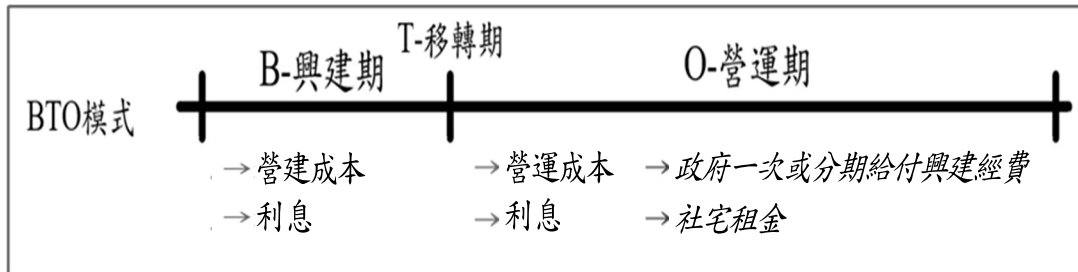 T-移轉期
B-興建期
O-營運期
BTO模式
→營建成本 →營運成本 →政府一次或分期給付興建經費
→利息 →利息 →社宅租金